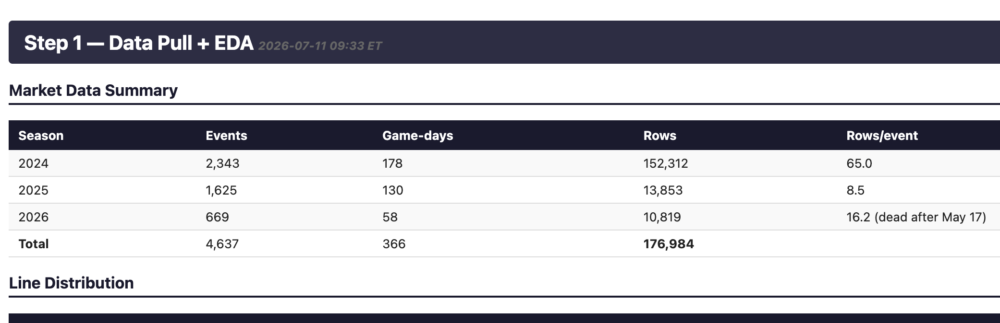 Step 1 — Data Pull + EDA 2026-07-11 09:33 ET
Market Data Summary
Season Events Game-days Rows Rows/event
2024 2,343 178 152,312 65.0
2025 1,625 130 13,853 8.5
2026 669 58 10,819 16.2 (dead after May 17)
Total 4,637 366 176,984
Line Distribution